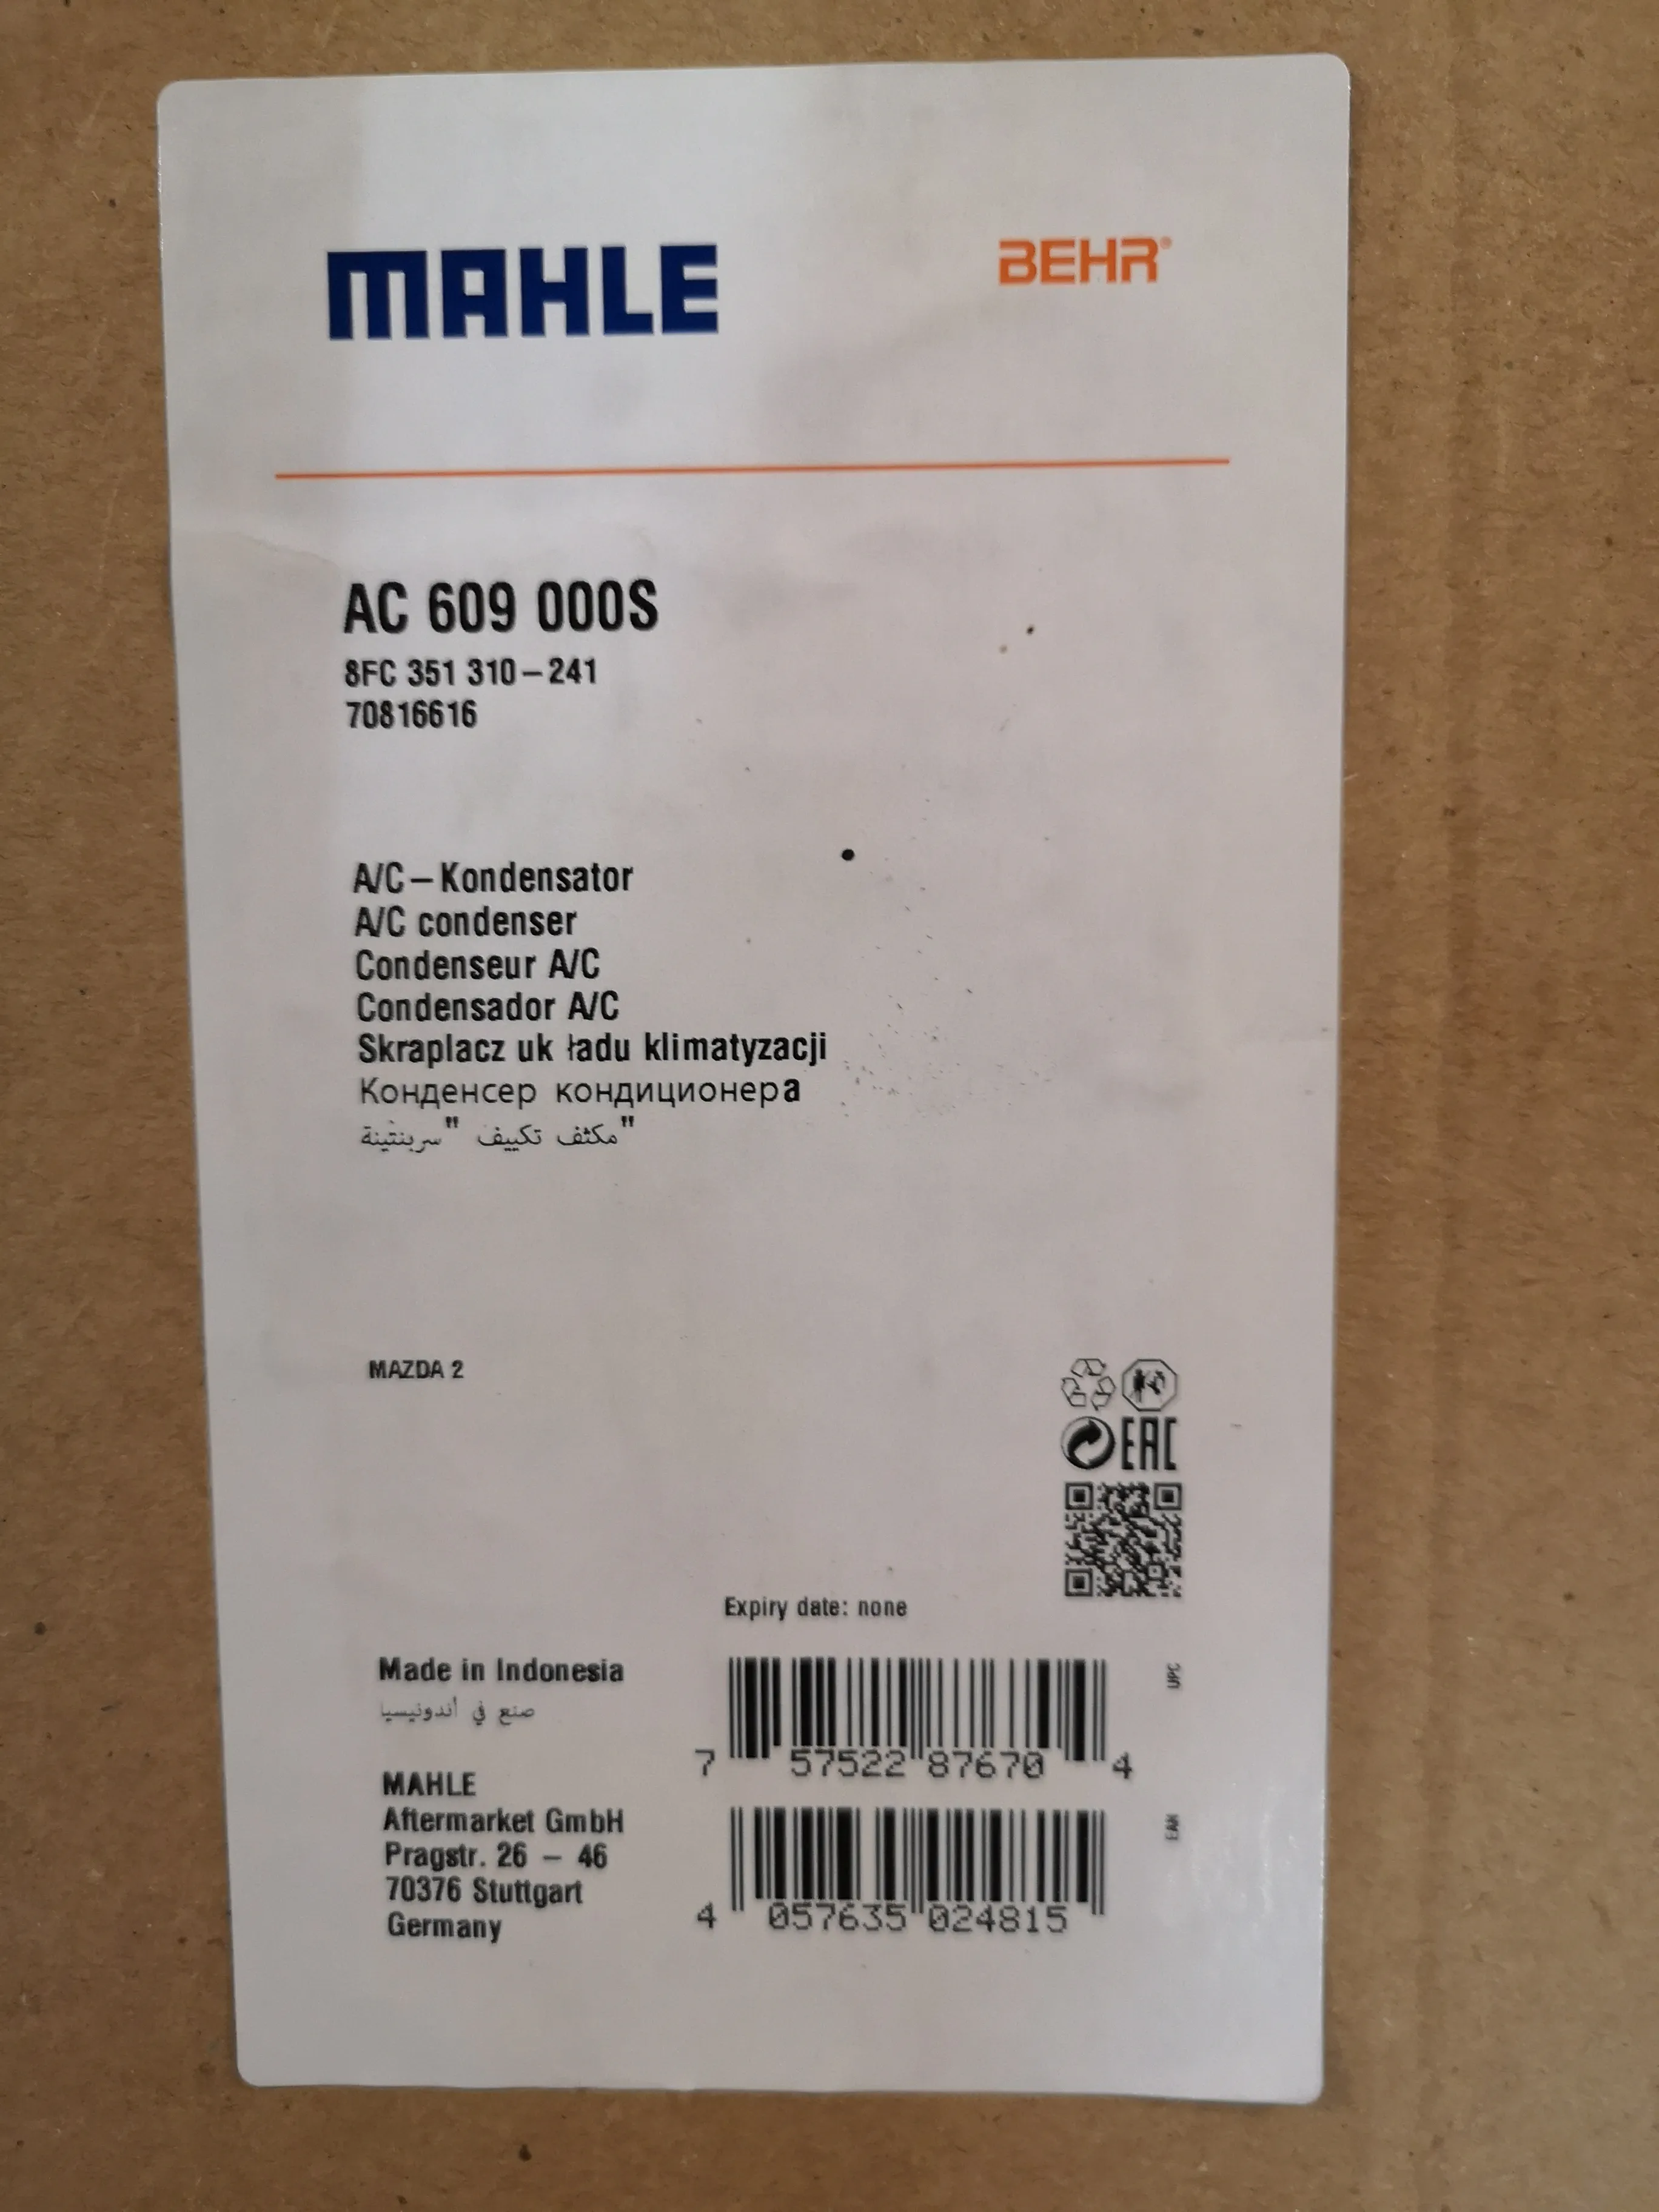 MAHLE
BEHR®
AC 609 000S
8FC 351 310-241
70816616
A/C-Kondensator
A/C condenser
Condenseur A/C
Condensador A/C
Skraplacz uk ładu klimatyzacji
Конденсер кондиционера
"مكثف تكييف "سربنتينة
MAZDA 2
EAC
Expiry date: none
Made in Indonesia
صنع في أندونيسيا
UPC
7 57522 87670 4
MAHLE
Aftermarket GmbH
Pragstr. 26 - 46
70376 Stuttgart
Germany
EAN
4 057635 024815